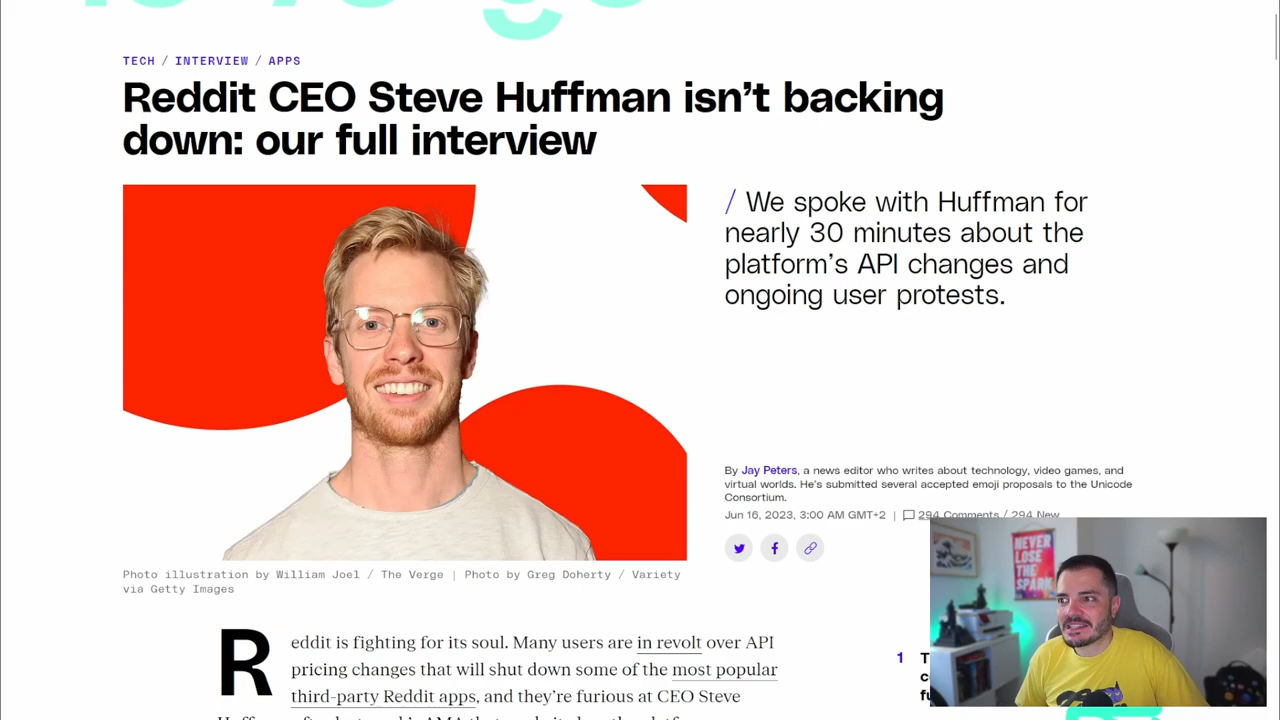 TECH / INTERVIEW / APPS
Reddit CEO Steve Huffman isn’t backing
down: our full interview
/ We spoke with Huffman for
nearly 30 minutes about the
platform’s API changes and
ongoing user protests.
By Jay Peters, a news editor who writes about technology, video games, and
virtual worlds. He's submitted several accepted emoji proposals to the Unicode
Consortium.
Jun 16, 2023, 3:00 AM GMT+2 | 294 Comments / 294 New
Photo illustration by William Joel / The Verge | Photo by Greg Doherty / Variety
via Getty Images
Reddit is fighting for its soul. Many users are in revolt over API
pricing changes that will shut down some of the most popular
third-party Reddit apps, and they’re furious at CEO Steve
1
NEVER
LOSE
THE
SPARK